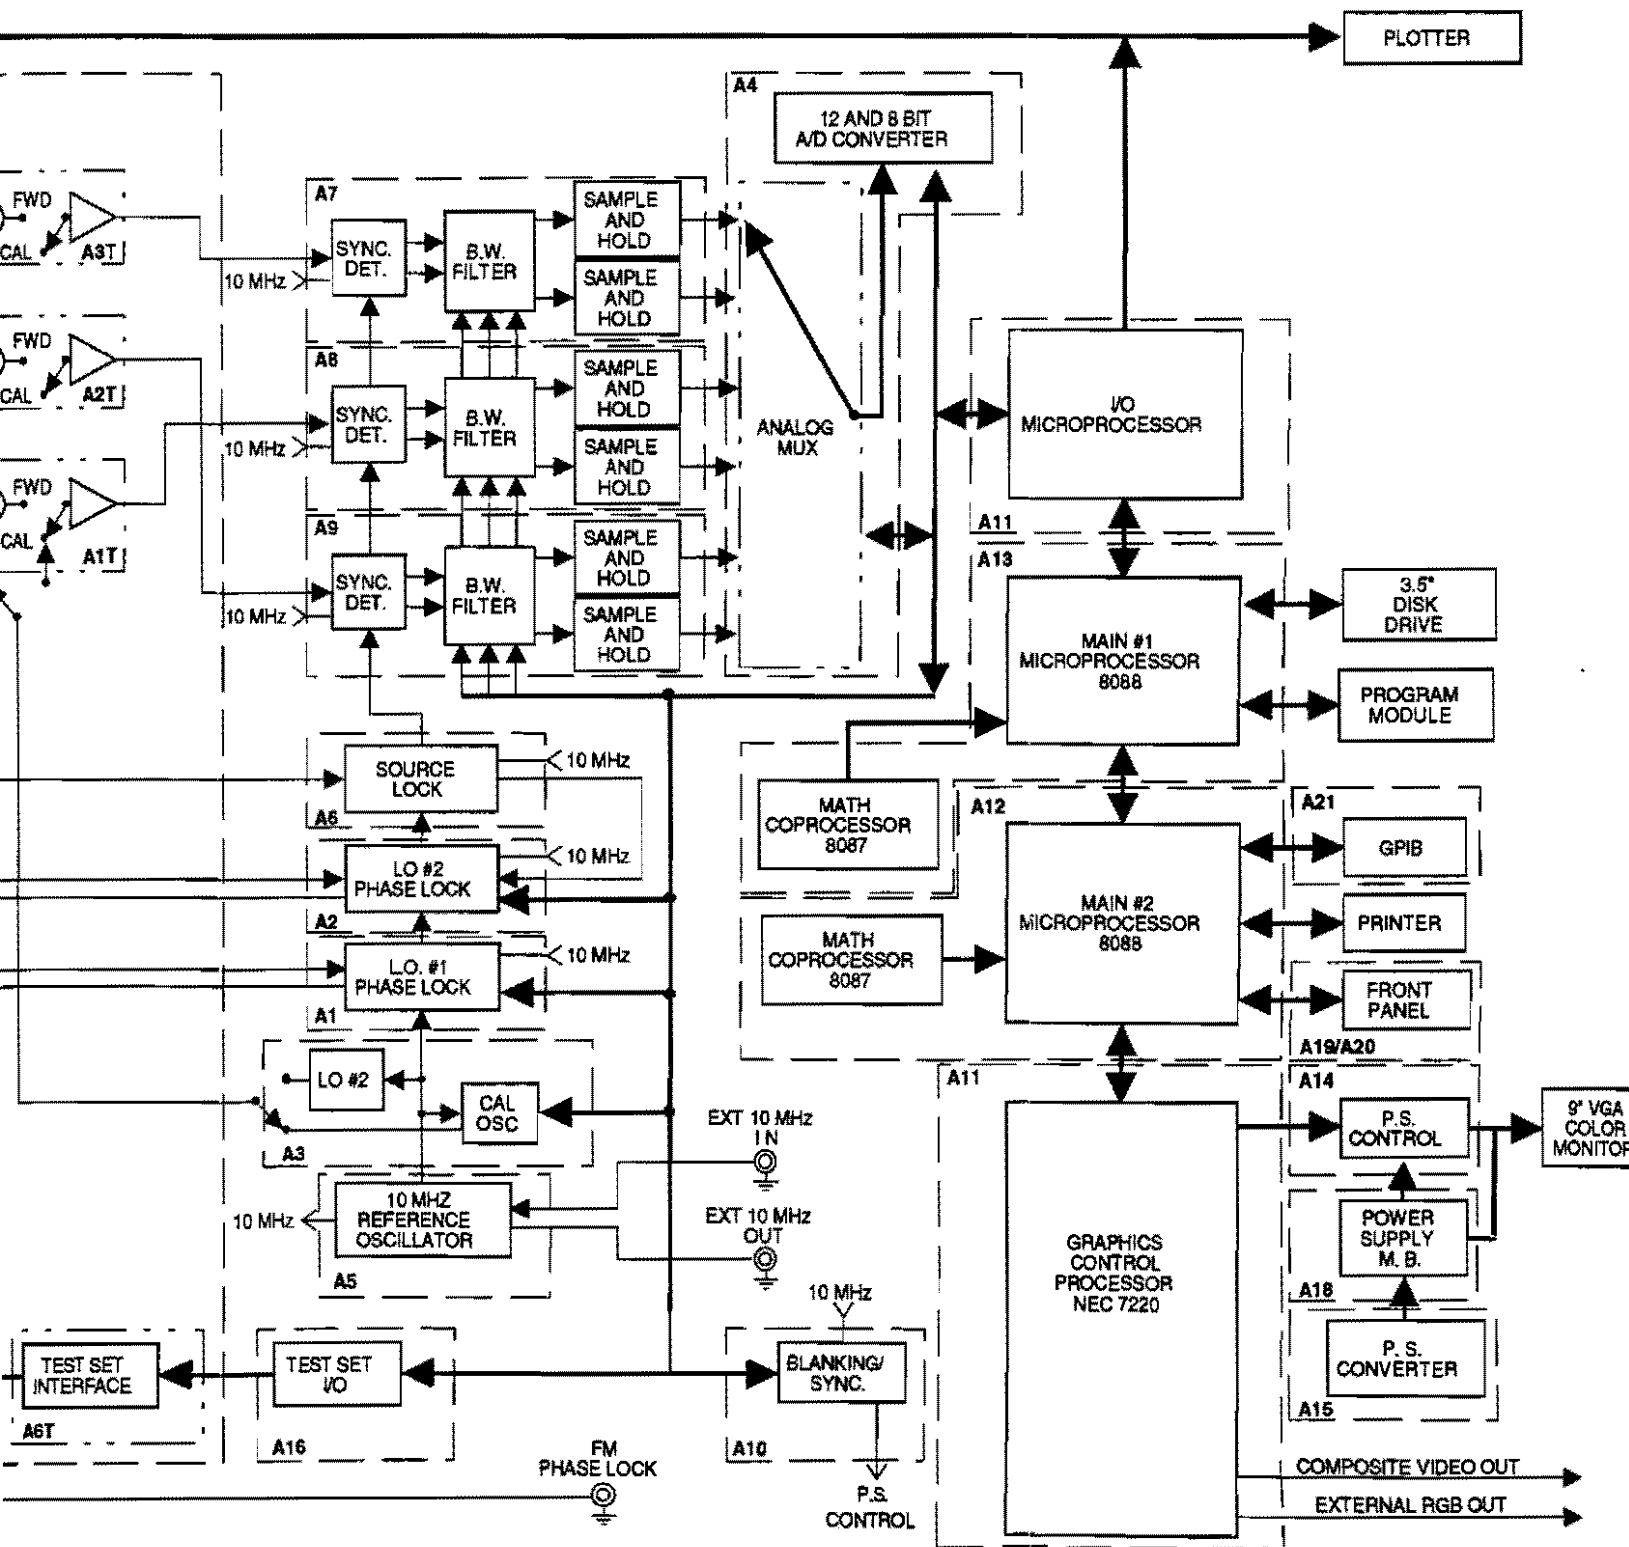 PLOTTER
A4
12 AND 8 BIT
A/D CONVERTER
FWD
CAL
A3T
A7
10 MHz
SYNC.
DET.
B.W.
FILTER
SAMPLE
AND
HOLD
SAMPLE
AND
HOLD
FWD
CAL
A2T
A8
10 MHz
SYNC.
DET.
B.W.
FILTER
SAMPLE
AND
HOLD
SAMPLE
AND
HOLD
ANALOG
MUX
I/O
MICROPROCESSOR
A11
FWD
CAL
A1T
A9
10 MHz
SYNC.
DET.
B.W.
FILTER
SAMPLE
AND
HOLD
SAMPLE
AND
HOLD
A13
MAIN #1
MICROPROCESSOR
8088
3.5"
DISK
DRIVE
PROGRAM
MODULE
SOURCE
LOCK
10 MHz
A6
MATH
COPROCESSOR
8087
A12
A21
GPIB
LO #2
PHASE LOCK
10 MHz
A2
MAIN #2
MICROPROCESSOR
8088
PRINTER
MATH
COPROCESSOR
8087
L.O. #1
PHASE LOCK
10 MHz
A1
FRONT
PANEL
A19/A20
LO #2
CAL
OSC
A3
A11
A14
P.S.
CONTROL
9" VGA
COLOR
MONITOR
EXT 10 MHz
IN
10 MHZ
REFERENCE
OSCILLATOR
10 MHz
A5
EXT 10 MHz
OUT
GRAPHICS
CONTROL
PROCESSOR
NEC 7220
POWER
SUPPLY
M. B.
A18
10 MHz
TEST SET
INTERFACE
A6T
TEST SET
I/O
A16
BLANKING/
SYNC.
A10
P. S.
CONVERTER
A15
FM
PHASE LOCK
P.S.
CONTROL
COMPOSITE VIDEO OUT
EXTERNAL RGB OUT